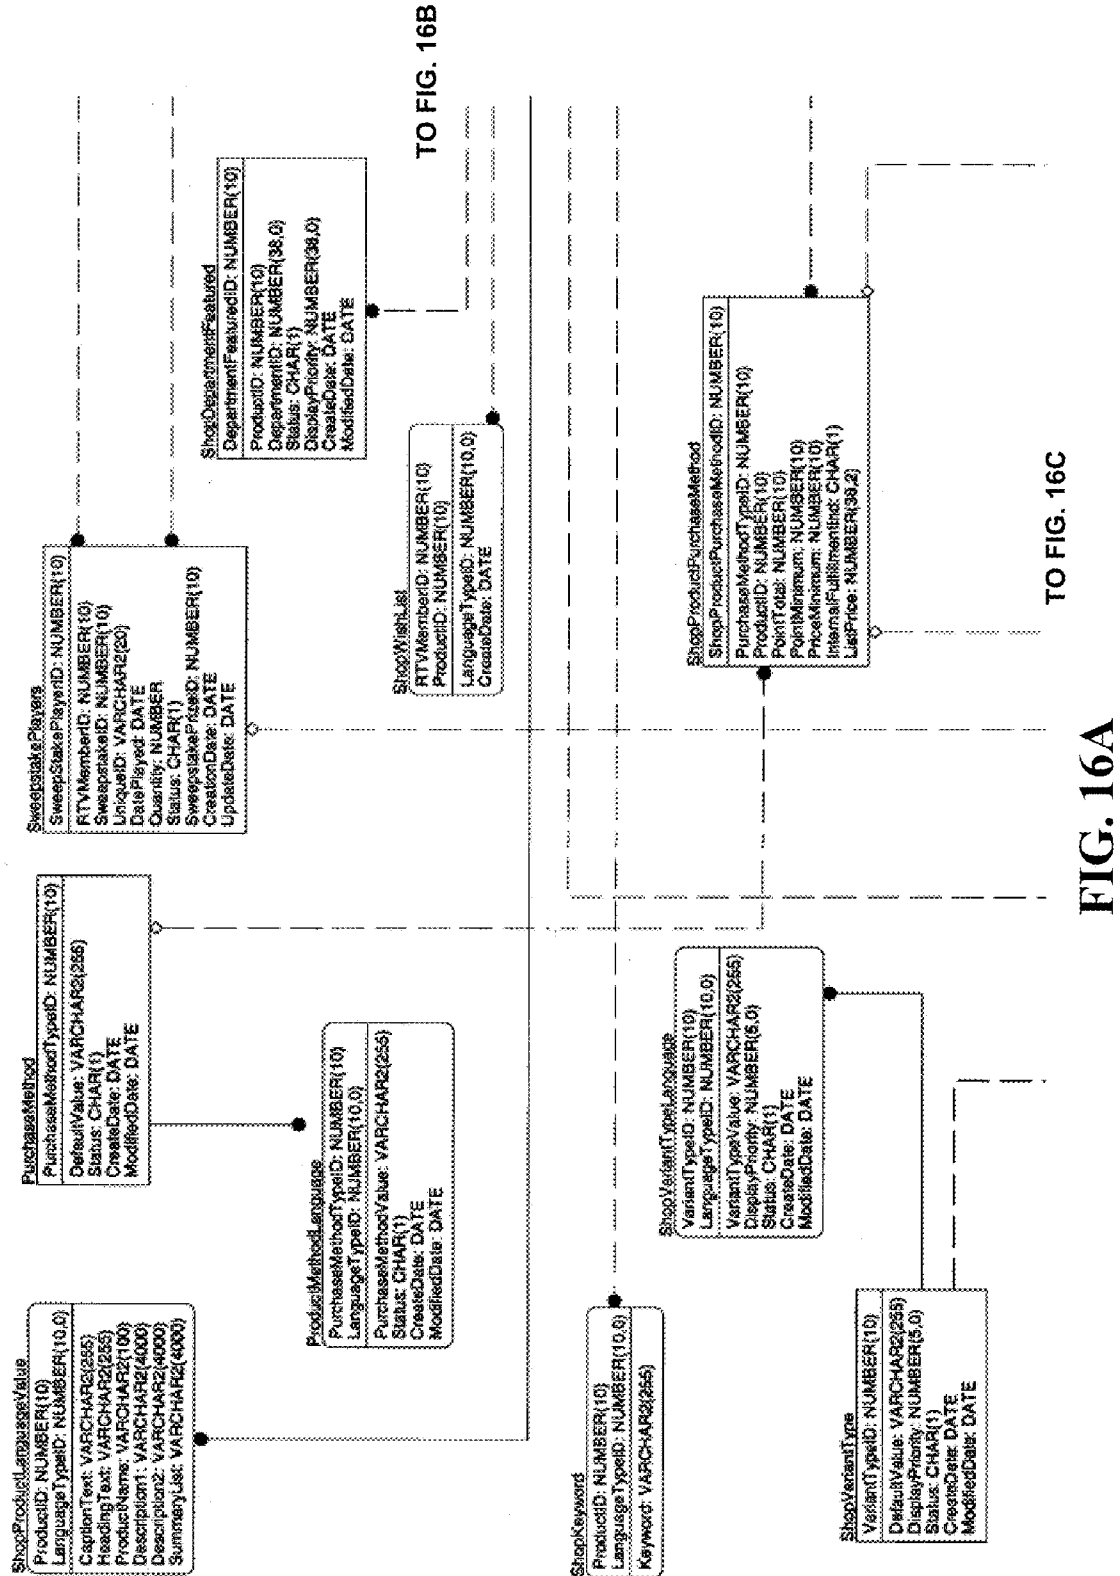 ShopProductLanguageValue
ProductID: NUMBER(10)
LanguageTypeID: NUMBER(10,0)
CaptionText: VARCHAR2(255)
HeadingText: VARCHAR2(255)
ProductName: VARCHAR2(100)
Description1: VARCHAR2(4000)
Description2: VARCHAR2(4000)
SummaryList: VARCHAR2(4000)
PurchaseMethod
PurchaseMethodTypeID: NUMBER(10)
DefaultValue: VARCHAR2(255)
Status: CHAR(1)
CreateDate: DATE
ModifiedDate: DATE
SweepstakePlayers
SweepStakePlayerID: NUMBER(10)
RTVMemberID: NUMBER(10)
SweepstakeID: NUMBER(10)
UniqueID: VARCHAR2(20)
DatePlayed: DATE
Quantity: NUMBER
Status: CHAR(1)
SweepstakePriceID: NUMBER(10)
CreationDate: DATE
UpdateDate: DATE
ShopDepartmentFeatured
DepartmentFeaturedID: NUMBER(10)
ProductID: NUMBER(10)
DepartmentID: NUMBER(38,0)
Status: CHAR(1)
DisplayPriority: NUMBER(38,0)
CreateDate: DATE
ModifiedDate: DATE
TO FIG. 16B
ProductMethodLanguage
PurchaseMethodTypeID: NUMBER(10)
LanguageTypeID: NUMBER(10,0)
PurchaseMethodValue: VARCHAR2(255)
Status: CHAR(1)
CreateDate: DATE
ModifiedDate: DATE
ShopWishList
RTVMemberID: NUMBER(10)
ProductID: NUMBER(10)
LanguageTypeID: NUMBER(10,0)
CreateDate: DATE
ShopKeyword
ProductID: NUMBER(10)
LanguageTypeID: NUMBER(10,0)
Keyword: VARCHAR2(255)
ShopVariantTypeLanguage
VariantTypeID: NUMBER(10)
LanguageTypeID: NUMBER(10,0)
VariantTypeValue: VARCHAR2(255)
DisplayPriority: NUMBER(5,0)
Status: CHAR(1)
CreateDate: DATE
ModifiedDate: DATE
ShopProductPurchaseMethod
ShopProductPurchaseMethodID: NUMBER(10)
PurchaseMethodTypeID: NUMBER(10)
ProductID: NUMBER(10)
PointTotal: NUMBER(10)
PointMinimum: NUMBER(10)
PriceMinimum: NUMBER(10)
InternalFulfillmentInd: CHAR(1)
ListPrice: NUMBER(38,2)
ShopVariantType
VariantTypeID: NUMBER(10)
DefaultValue: VARCHAR2(255)
DisplayPriority: NUMBER(5,0)
Status: CHAR(1)
CreateDate: DATE
ModifiedDate: DATE
TO FIG. 16C
FIG. 16A